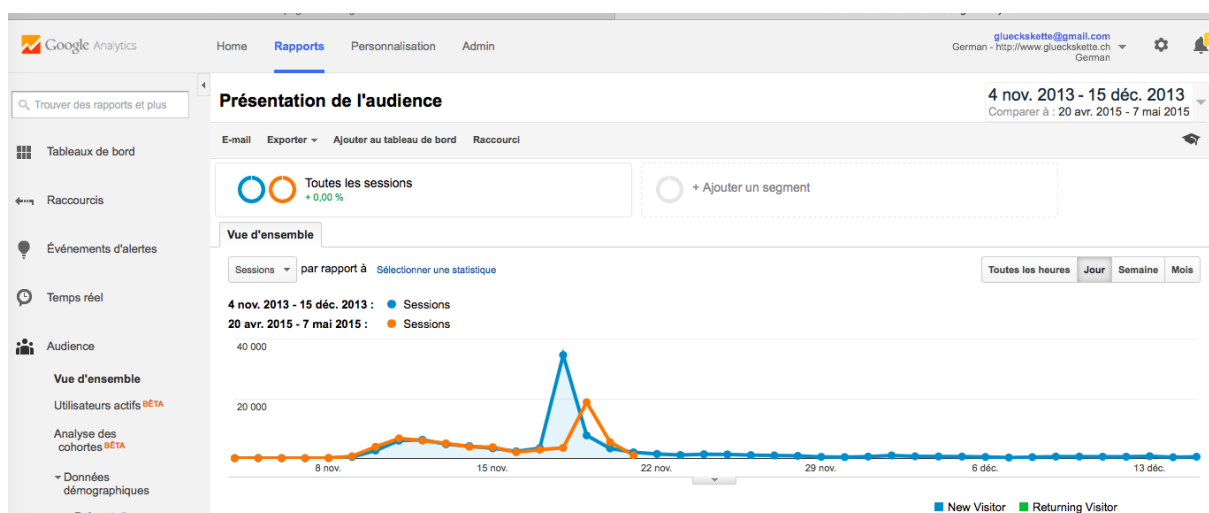 Google Analytics
Home Rapports Personnalisation Admin
glueckskette@gmail.com
German - http://www.glueckskette.ch
German
Trouver des rapports et plus
Présentation de l'audience
4 nov. 2013 - 15 déc. 2013
Comparer à : 20 avr. 2015 - 7 mai 2015
E-mail Exporter Ajouter au tableau de bord Raccourci
Tableaux de bord
Toutes les sessions
+ 0,00 %
+ Ajouter un segment
Raccourcis
Vue d'ensemble
Événements d'alertes
Sessions par rapport à Sélectionner une statistique
Toutes les heures Jour Semaine Mois
Temps réel
4 nov. 2013 - 15 déc. 2013 : Sessions
20 avr. 2015 - 7 mai 2015 : Sessions
Audience
40 000
Vue d'ensemble
Utilisateurs actifs BÊTA
20 000
Analyse des
cohortes BÊTA
8 nov. 15 nov. 22 nov. 29 nov. 6 déc. 13 déc.
Données
démographiques
New Visitor Returning Visitor